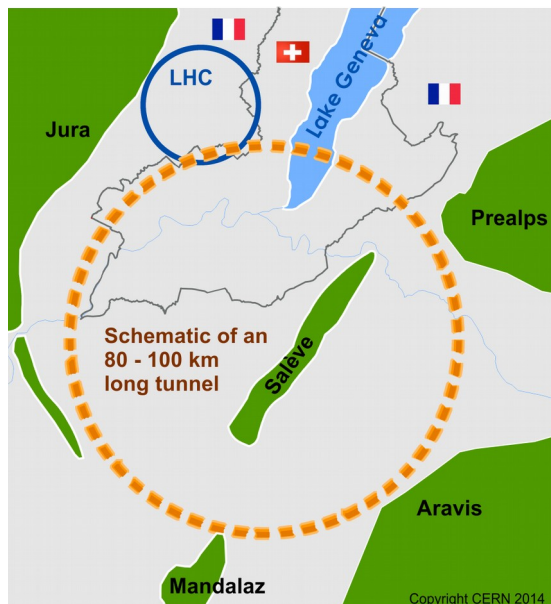 LHC
Lake Geneva
Jura
Prealps
Schematic of an
80 - 100 km
long tunnel
Salève
Aravis
Mandalaz
Copyright CERN 2014